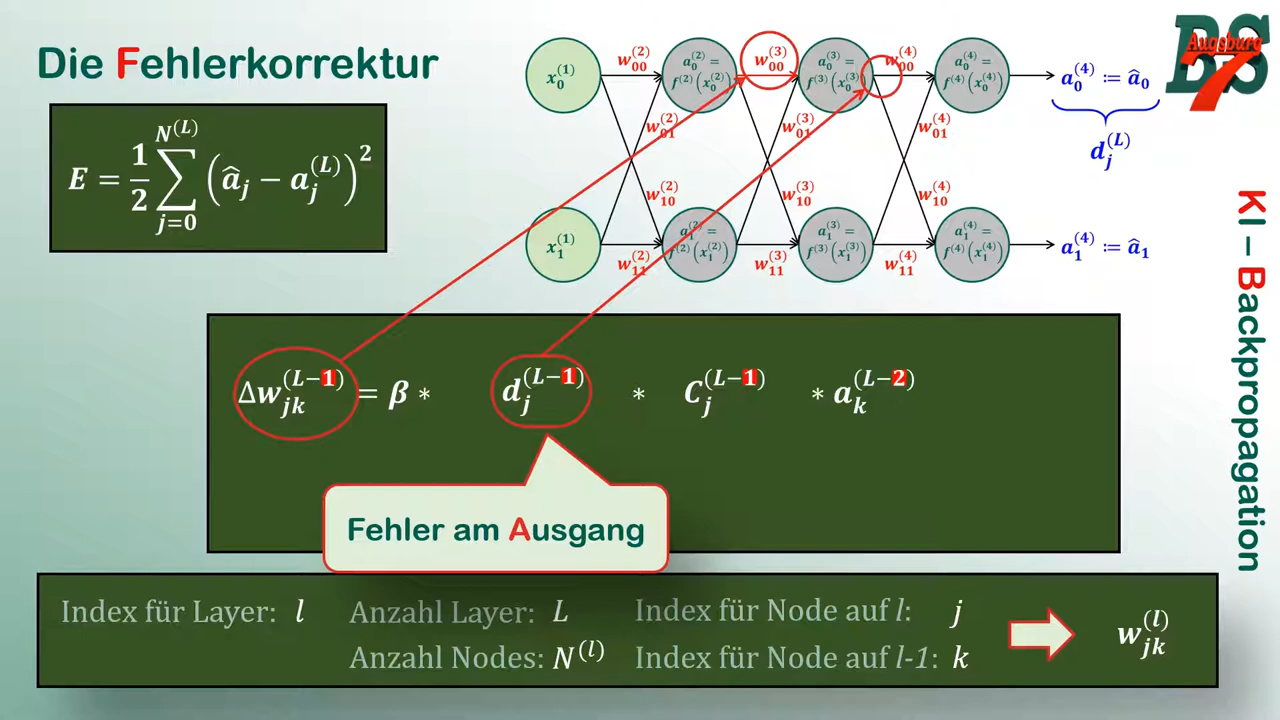 Die Fehlerkorrektur
E = 1/2 ∑_{j=0}^{N^(L)} (â_j − a_j^(L))²
x_0^(1)
w_00^(2)
a_0^(2) = f^(2)(x_0^(2))
w_00^(3)
a_0^(3) = f^(3)(x_0^(3))
w_00^(4)
a_0^(4) = f^(4)(x_0^(4))
a_0^(4) := â_0
d_j^(L)
w_01^(2)
w_01^(3)
w_01^(4)
w_10^(2)
w_10^(3)
w_10^(4)
x_1^(1)
w_11^(2)
a_1^(2) = f^(2)(x_1^(2))
w_11^(3)
a_1^(3) = f^(3)(x_1^(3))
w_11^(4)
a_1^(4) = f^(4)(x_1^(4))
a_1^(4) := â_1
BS
Augsburg
7
KI – Backpropagation
Δw_jk^(L−1) = β * d_j^(L−1) * C_j^(L−1) * a_k^(L−2)
Fehler am Ausgang
Index für Layer: l
Anzahl Layer: L
Index für Node auf l: j
Anzahl Nodes: N^(l)
Index für Node auf l-1: k
w_jk^(l)